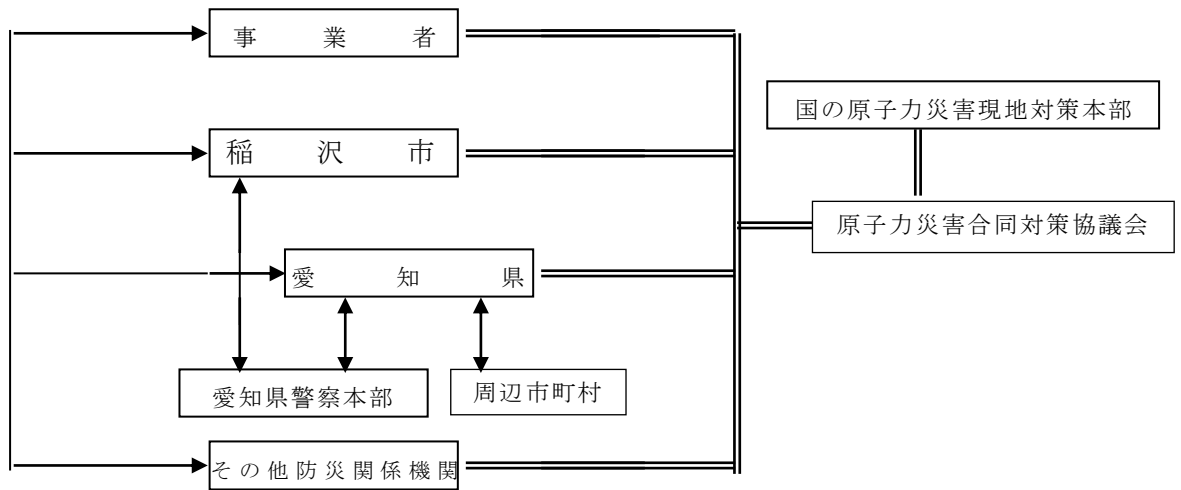 事業者
国の原子力災害現地対策本部
稲沢市
原子力災害合同対策協議会
愛知県
愛知県警察本部
周辺市町村
その他防災関係機関